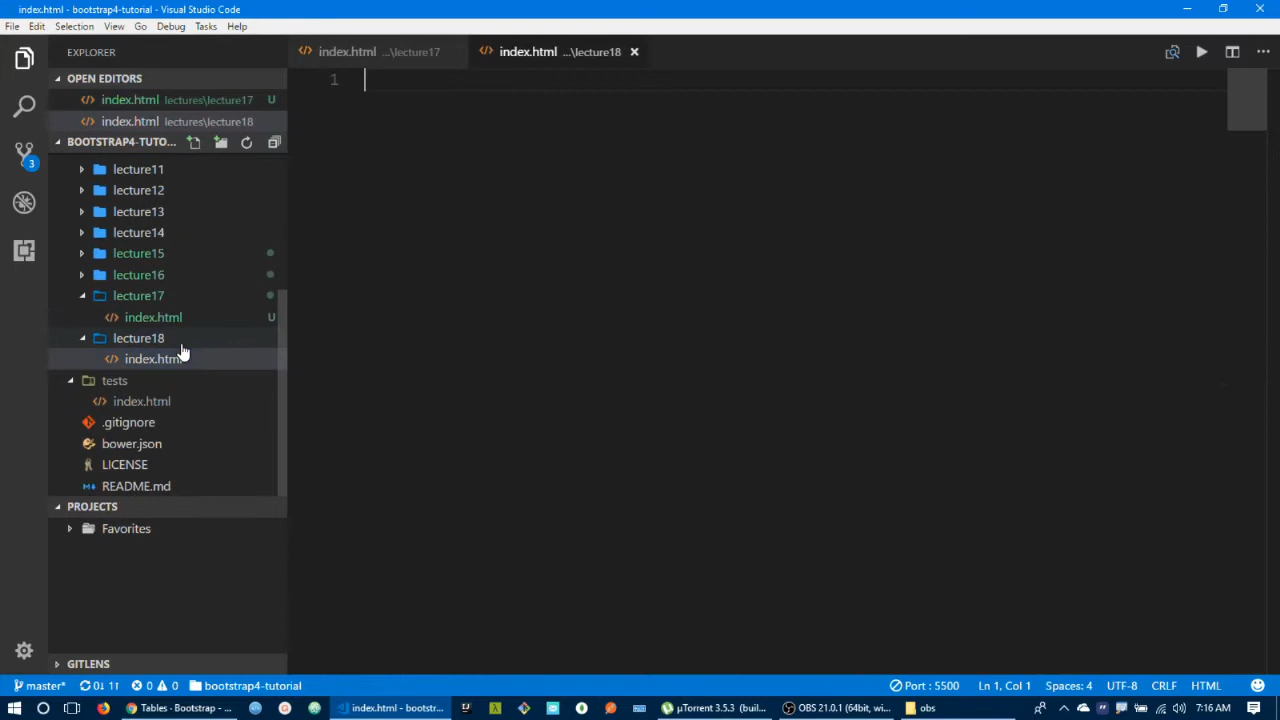 index.html - bootstrap4-tutorial - Visual Studio Code
File Edit Selection View Go Debug Tasks Help
EXPLORER
index.html ...\lecture17
index.html ...\lecture18
OPEN EDITORS
index.html lectures\lecture17 U
index.html lectures\lecture18
BOOTSTRAP4-TUTO...
1
lecture11
lecture12
lecture13
lecture14
lecture15
lecture16
lecture17
index.html U
lecture18
index.html
tests
index.html
.gitignore
bower.json
LICENSE
README.md
PROJECTS
Favorites
GITLENS
3
master* 0↓ 1↑ 0 0 bootstrap4-tutorial Port : 5500 Ln 1, Col 1 Spaces: 4 UTF-8 CRLF HTML
Tables - Bootstrap - ... index.html - bootstr... µTorrent 3.5.3 (buil... OBS 21.0.1 (64bit, wi... obs 7:16 AM